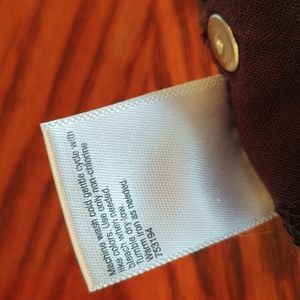 Machine wash cold gentle cycle with
like colors. Use only non-chlorine
bleach when needed.
Tumble dry low.
Warm iron as needed.
753194